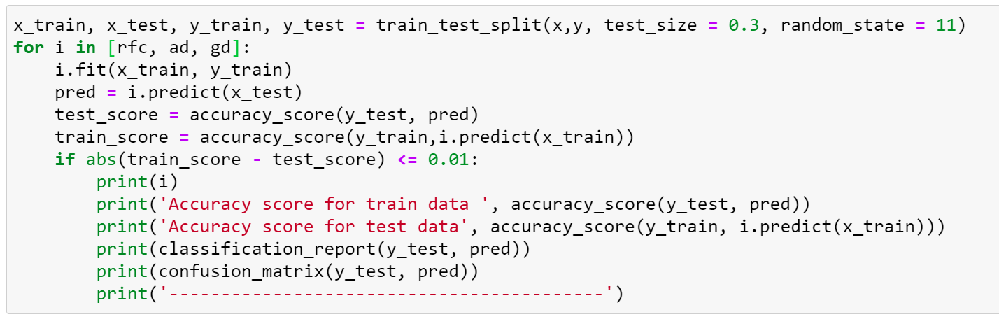 x_train, x_test, y_train, y_test = train_test_split(x,y, test_size = 0.3, random_state = 11)
for i in [rfc, ad, gd]:
    i.fit(x_train, y_train)
    pred = i.predict(x_test)
    test_score = accuracy_score(y_test, pred)
    train_score = accuracy_score(y_train,i.predict(x_train))
    if abs(train_score - test_score) <= 0.01:
        print(i)
        print('Accuracy score for train data ', accuracy_score(y_test, pred))
        print('Accuracy score for test data', accuracy_score(y_train, i.predict(x_train)))
        print(classification_report(y_test, pred))
        print(confusion_matrix(y_test, pred))
        print('------------------------------------------')